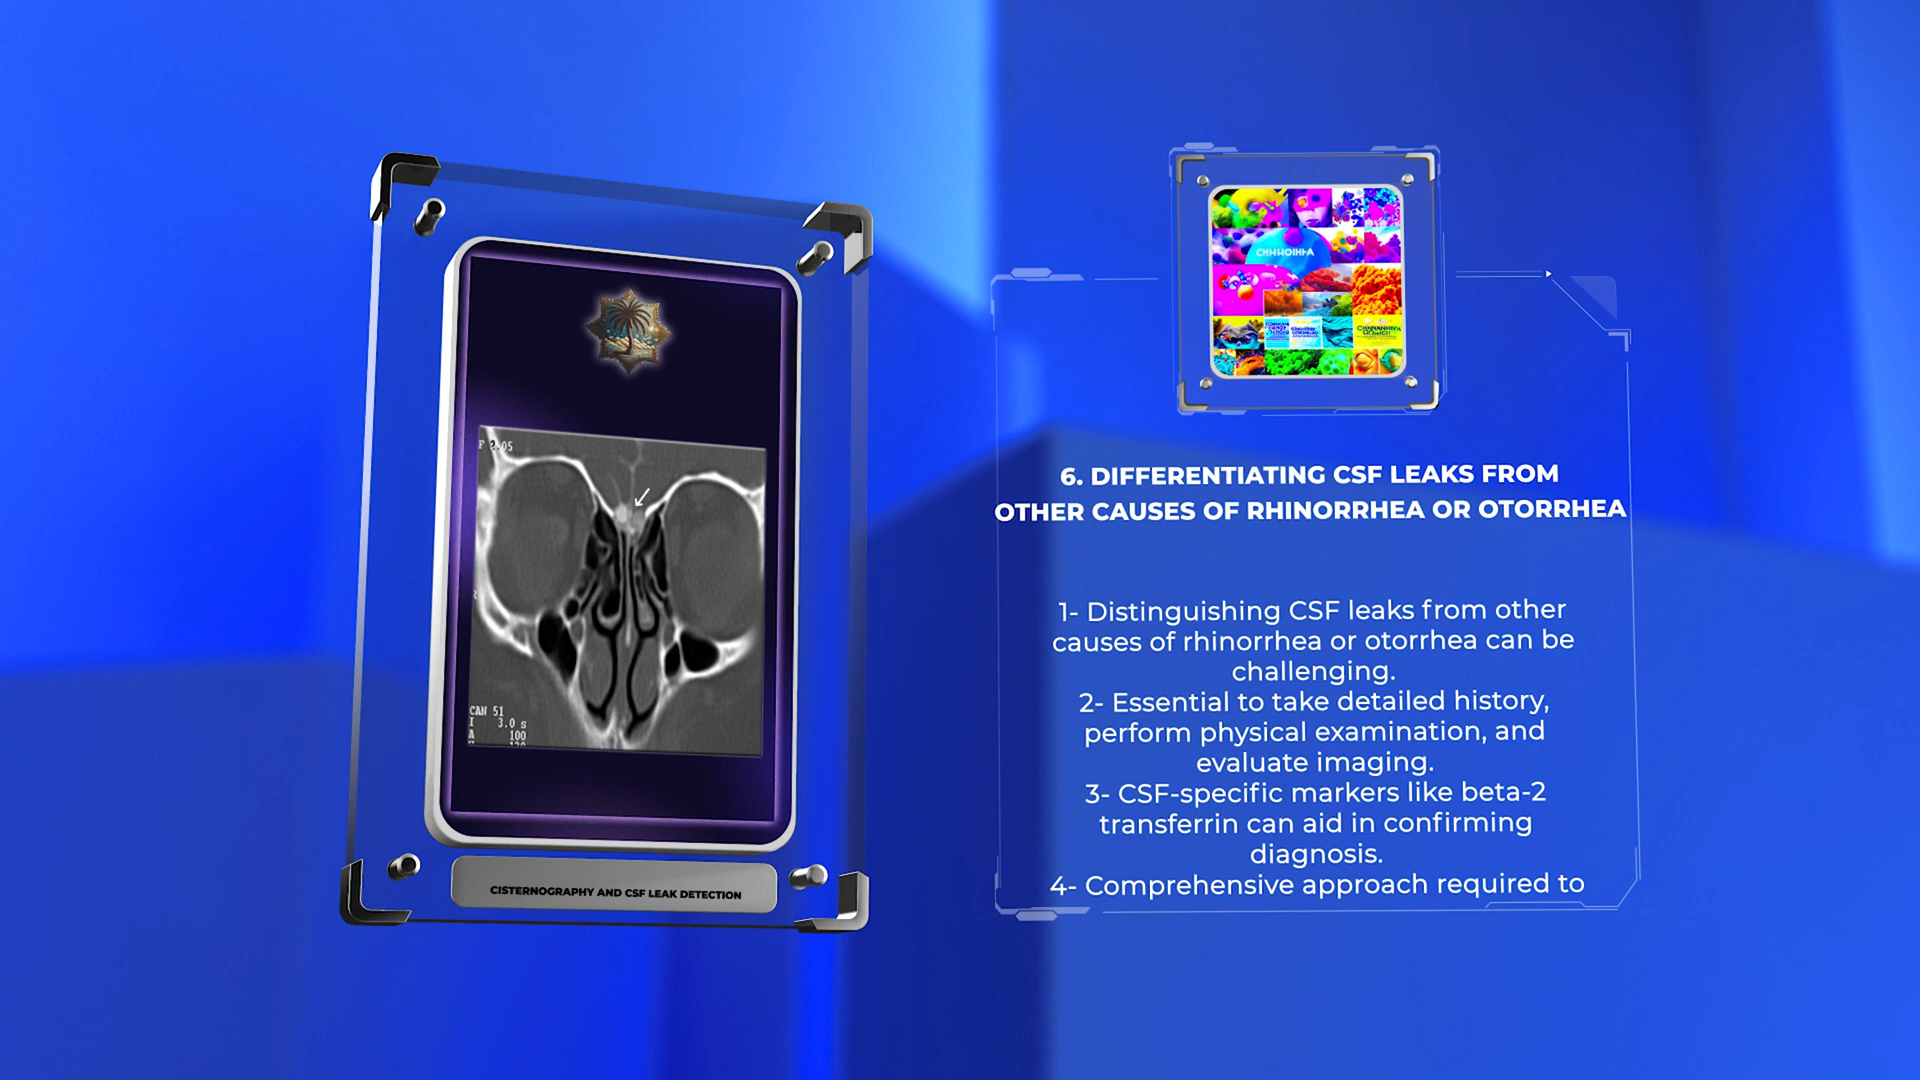 F 2.05
R
CAN 51
I 3.0 s
A 100
CISTERNOGRAPHY AND CSF LEAK DETECTION
CHHHOIHHA
6. DIFFERENTIATING CSF LEAKS FROM
OTHER CAUSES OF RHINORRHEA OR OTORRHEA
1- Distinguishing CSF leaks from other
causes of rhinorrhea or otorrhea can be
challenging.
2- Essential to take detailed history,
perform physical examination, and
evaluate imaging.
3- CSF-specific markers like beta-2
transferrin can aid in confirming
diagnosis.
4- Comprehensive approach required to